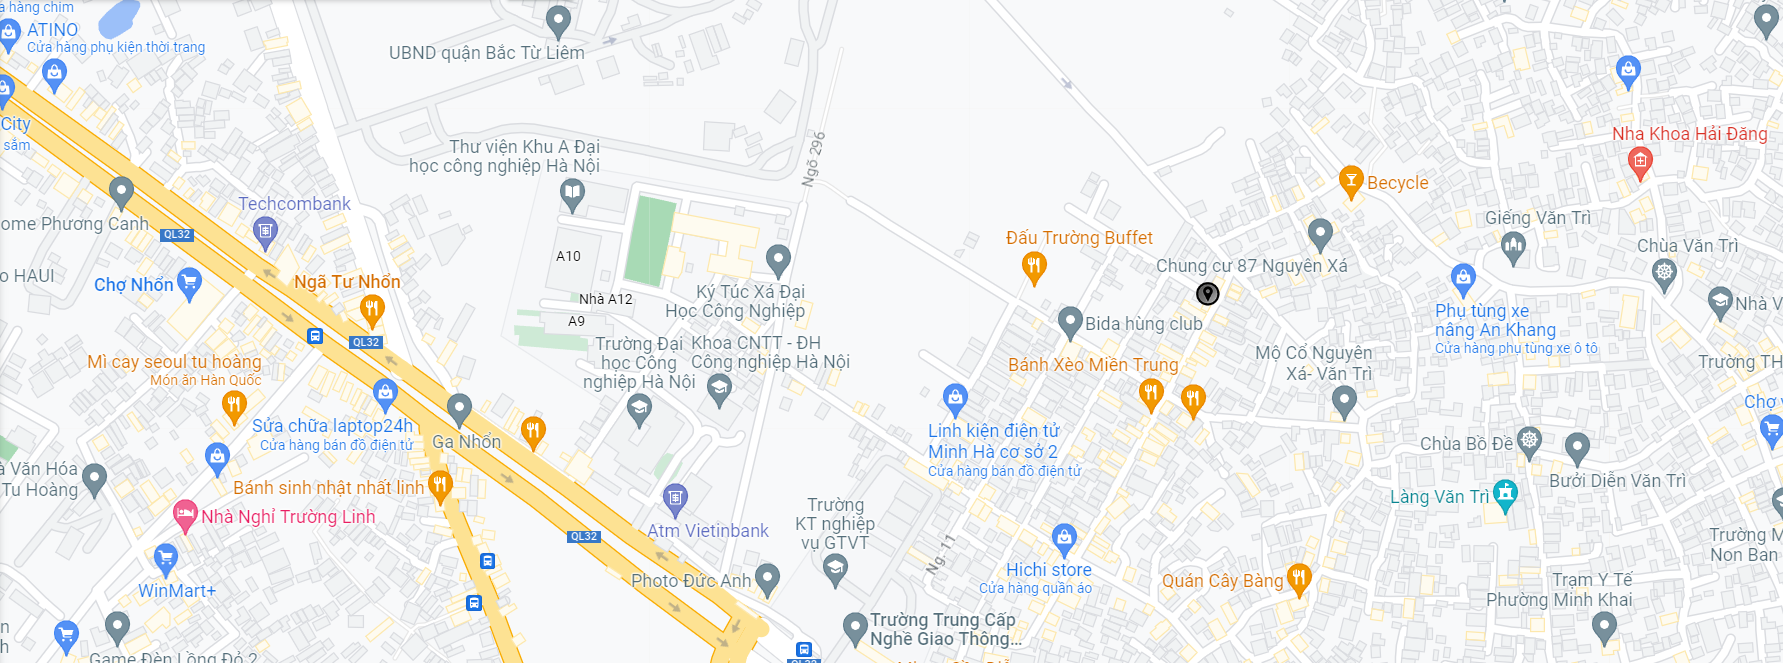 à hàng chim
ATINO
Cửa hàng phụ kiện thời trang
UBND quận Bắc Từ Liêm
City
sắm
Thư viện Khu A Đại
học công nghiệp Hà Nội
Ngõ 296
Nha Khoa Hải Đăng
Becycle
Techcombank
ome Phương Canh
QL32
Giếng Văn Trì
Chùa Văn Trì
Đấu Trường Buffet
Chung cư 87 Nguyên Xá
o HAUI
Chợ Nhổn
Ngã Tư Nhổn
A10
Nhà A12
A9
Ký Túc Xá Đại
Học Công Nghiệp
Bida hùng club
Phụ tùng xe
nâng An Khang
Cửa hàng phụ tùng xe ô tô
Nhà V
QL32
Trường Đại
học Công
nghiệp Hà Nội
Khoa CNTT - ĐH
Công nghiệp Hà Nội
Mì cay seoul tu hoàng
Món ăn Hàn Quốc
Bánh Xèo Miền Trung
Mộ Cổ Nguyên
Xá- Văn Trì
Trường TH
Chợ
Sửa chữa laptop24h
Cửa hàng bán đồ điện tử
Ga Nhổn
Linh kiện điện tử
Minh Hà cơ sở 2
Cửa hàng bán đồ điện tử
Chùa Bồ Đề
Bưởi Diễn Văn Trì
à Văn Hóa
Tu Hoàng
Bánh sinh nhật nhất linh
Làng Văn Trì
Nhà Nghỉ Trường Linh
Atm Vietinbank
QL32
Trường
KT nghiệp
vụ GTVT
Ng. 11
Trường M
Non Ban
WinMart+
Photo Đức Anh
Hichi store
Cửa hàng quần áo
Quán Cây Bàng
Trạm Y Tế
Phường Minh Khai
Trường Trung Cấp
Nghề Giao Thông...
Game Đèn Lồng Đỏ 2
QL32